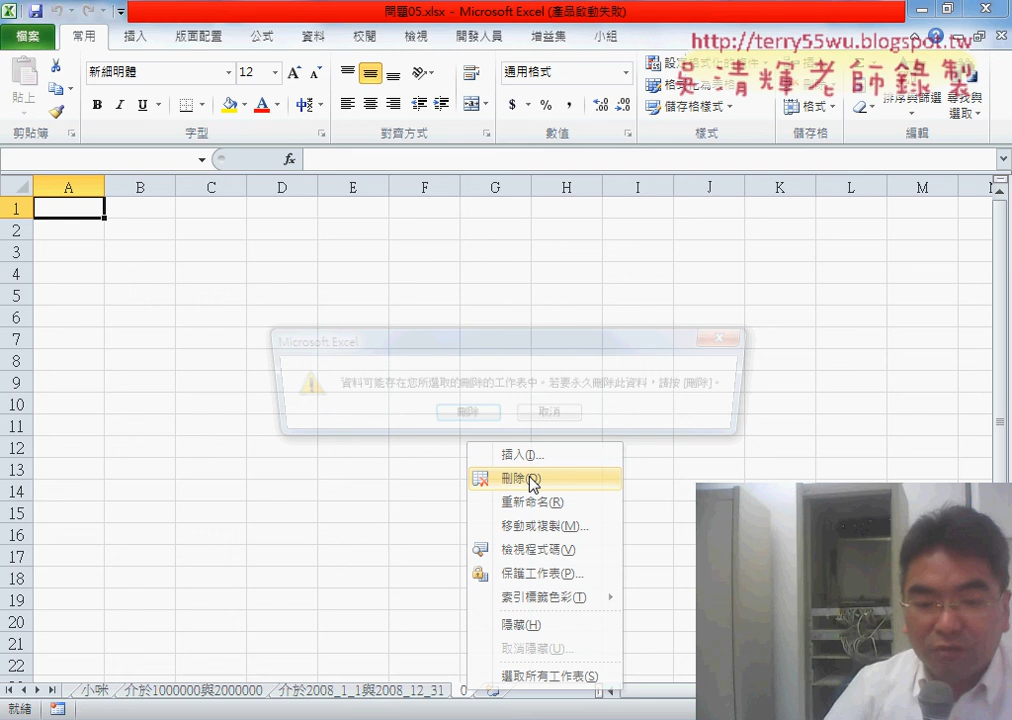 問題05.xlsx - Microsoft Excel (產品啟動失敗)
檔案 常用 插入 版面配置 公式 資料 校閱 檢視 開發人員 增益集 小組
http://terry55wu.blogspot.tw
吳清輝老師錄製
新細明體 12 通用格式
貼上 B I U $ % ,
儲存格樣式 格式 尋找與
選取
剪貼簿 字型 對齊方式 數值 樣式 儲存格 編輯
fx
A B C D E F G H I J K L M
1
2
3
4
5
6
7
8
9
10
11
12
13
14
15
16
17
18
19
20
21
22
Microsoft Excel
資料可能存在您所選取的刪除的工作表中。若要永久刪除此資料，請按 [刪除]。
刪除 取消
插入(I)...
刪除(D)
重新命名(R)
移動或複製(M)...
檢視程式碼(V)
保護工作表(P)...
索引標籤色彩(T)
隱藏(H)
取消隱藏(U)...
選取所有工作表(S)
小咪 介於1000000與2000000 介於2008_1_1與2008_12_31 0
就緒